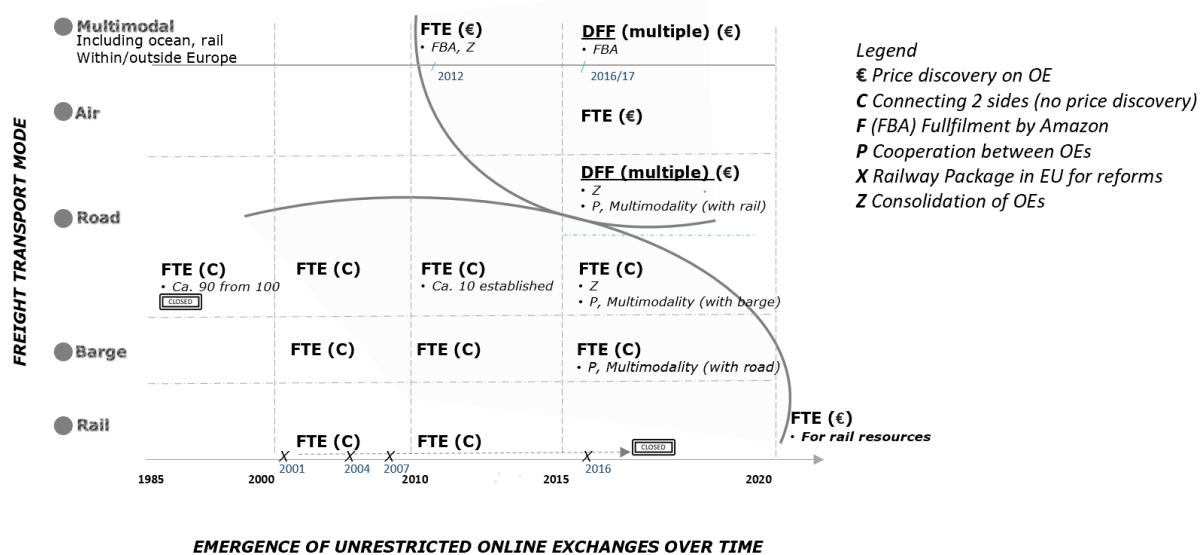 Multimodal
Including ocean, rail
Within/outside Europe
FTE (€)
• FBA, Z
2012
DFF (multiple) (€)
• FBA
2016/17
Air
FTE (€)
Road
DFF (multiple) (€)
• Z
• P, Multimodality (with rail)
FTE (C)
• Ca. 90 from 100
CLOSED
FTE (C)
FTE (C)
• Ca. 10 established
FTE (C)
• Z
• P, Multimodality (with barge)
Barge
FTE (C)
FTE (C)
FTE (C)
• P, Multimodality (with road)
Rail
FTE (C)
FTE (C)
CLOSED
FTE (€)
• For rail resources
X
X
X
X
2001
2004
2007
2016
1985
2000
2010
2015
2020
FREIGHT TRANSPORT MODE
EMERGENCE OF UNRESTRICTED ONLINE EXCHANGES OVER TIME
Legend
€ Price discovery on OE
C Connecting 2 sides (no price discovery)
F (FBA) Fullfilment by Amazon
P Cooperation between OEs
X Railway Package in EU for reforms
Z Consolidation of OEs